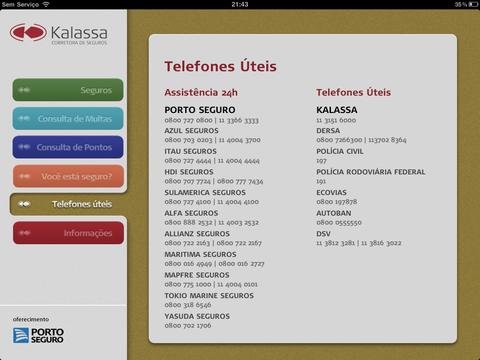 Sem Serviço
21:43
35 %
Kalassa
CORRETORA DE SEGUROS
Seguros
Consulta de Multas
Consulta de Pontos
Você está seguro?
Telefones úteis
Informações
oferecimento
PORTO
SEGURO
Telefones Úteis
Assistência 24h
PORTO SEGURO
0800 727 0800 | 11 3366 3333
AZUL SEGUROS
0800 703 0203 | 11 4004 3700
ITAU SEGUROS
0800 727 4444 | 11 4004 4444
HDI SEGUROS
0800 707 7724 | 0800 777 7434
SULAMERICA SEGUROS
0800 727 4100 | 11 4004 4100
ALFA SEGUROS
0800 888 2532 | 11 4003 2532
ALLIANZ SEGUROS
0800 722 2163 | 0800 722 2167
MARITIMA SEGUROS
0800 016 4949 | 0800 016 2727
MAPFRE SEGUROS
0800 775 1000 | 11 4004 0101
TOKIO MARINE SEGUROS
0800 318 6546
YASUDA SEGUROS
0800 702 1706
Telefones Úteis
KALASSA
11 3151 6000
DERSA
0800 7266300 | 113702 8364
POLÍCIA CIVIL
197
POLÍCIA RODOVIÁRIA FEDERAL
191
ECOVIAS
0800 197878
AUTOBAN
0800 0555550
DSV
11 3812 3281 | 11 3816 3022